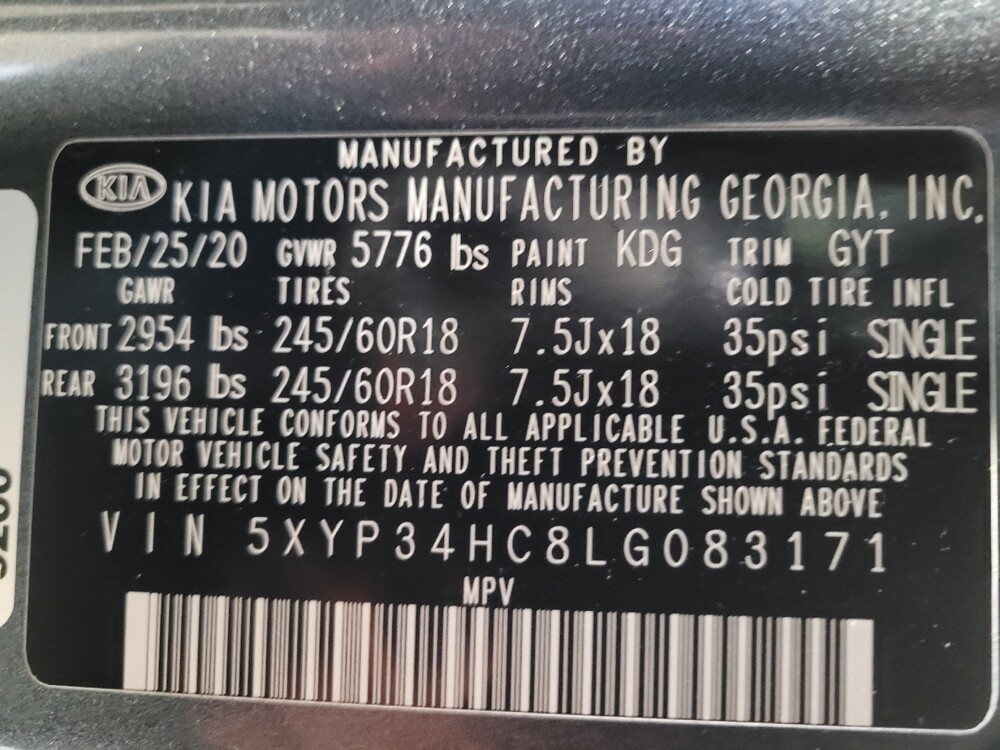 MANUFACTURED BY
KIA KIA MOTORS MANUFACTURING GEORGIA, INC.
FEB/25/20 GVWR 5776 lbs PAINT KDG TRIM GYT
GAWR TIRES RIMS COLD TIRE INFL
FRONT 2954 lbs 245/60R18 7.5Jx18 35psi SINGLE
REAR 3196 lbs 245/60R18 7.5Jx18 35psi SINGLE
THIS VEHICLE CONFORMS TO ALL APPLICABLE U.S.A. FEDERAL
MOTOR VEHICLE SAFETY AND THEFT PREVENTION STANDARDS
IN EFFECT ON THE DATE OF MANUFACTURE SHOWN ABOVE
VIN 5XYP34HC8LG083171
MPV